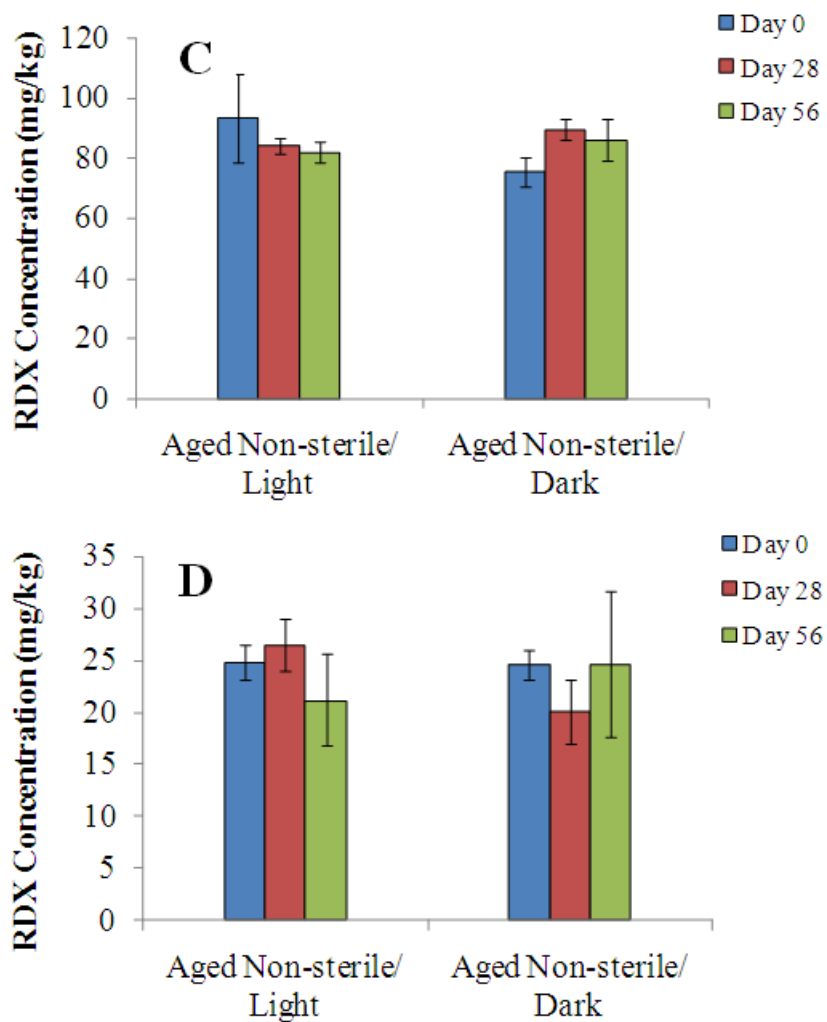 C
RDX Concentration (mg/kg)
120
100
80
60
40
20
0
Aged Non-sterile/
Light
Aged Non-sterile/
Dark
Day 0
Day 28
Day 56
D
RDX Concentration (mg/kg)
35
30
25
20
15
10
5
0
Aged Non-sterile/
Light
Aged Non-sterile/
Dark
Day 0
Day 28
Day 56